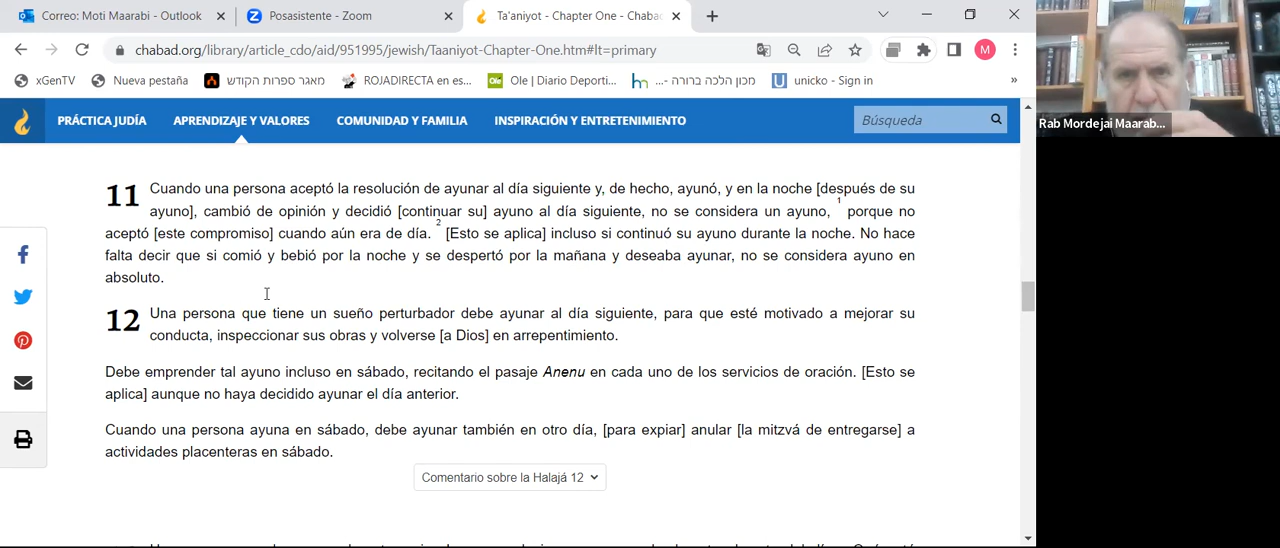 Correo: Moti Maarabi - Outlook
Posasistente - Zoom
Ta'aniyot - Chapter One - Chabad
chabad.org/library/article_cdo/aid/951995/jewish/Taaniyot-Chapter-One.htm#lt=primary
M
xGenTV
Nueva pestaña
מאגר ספרות הקודש
ROJADIRECTA en es...
Ole
Ole | Diario Deporti...
מכון הלכה ברורה -...
unicko - Sign in
»
PRÁCTICA JUDÍA
APRENDIZAJE Y VALORES
COMUNIDAD Y FAMILIA
INSPIRACIÓN Y ENTRETENIMIENTO
Búsqueda
Rab Mordejai Maarab...
11 Cuando una persona aceptó la resolución de ayunar al día siguiente y, de hecho, ayunó, y en la noche [después de su
ayuno], cambió de opinión y decidió [continuar su] ayuno al día siguiente, no se considera un ayuno, 1 porque no
aceptó [este compromiso] cuando aún era de día. 2 [Esto se aplica] incluso si continuó su ayuno durante la noche. No hace
falta decir que si comió y bebió por la noche y se despertó por la mañana y deseaba ayunar, no se considera ayuno en
absoluto.
12 Una persona que tiene un sueño perturbador debe ayunar al día siguiente, para que esté motivado a mejorar su
conducta, inspeccionar sus obras y volverse [a Dios] en arrepentimiento.
Debe emprender tal ayuno incluso en sábado, recitando el pasaje Anenu en cada uno de los servicios de oración. [Esto se
aplica] aunque no haya decidido ayunar el día anterior.
Cuando una persona ayuna en sábado, debe ayunar también en otro día, [para expiar] anular [la mitzvá de entregarse] a
actividades placenteras en sábado.
Comentario sobre la Halajá 12